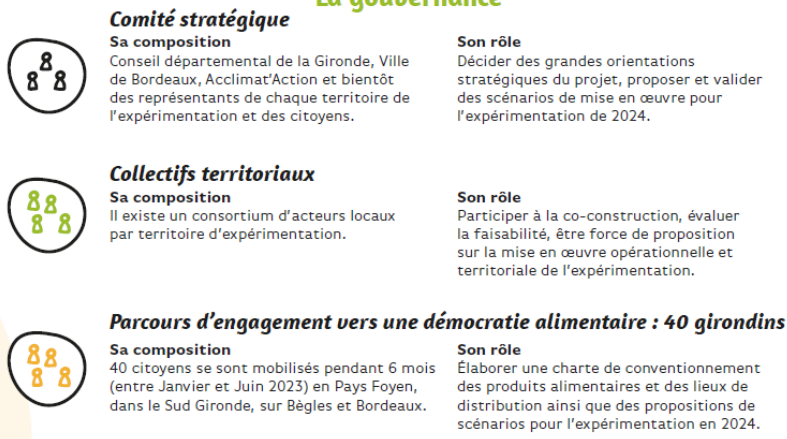 La gouvernance
Comité stratégique
Sa composition
Conseil départemental de la Gironde, Ville
de Bordeaux, Acclimat'Action et bientôt
des représentants de chaque territoire de
l'expérimentation et des citoyens.
Son rôle
Décider des grandes orientations
stratégiques du projet, proposer et valider
des scénarios de mise en œuvre pour
l'expérimentation de 2024.
Collectifs territoriaux
Sa composition
Il existe un consortium d'acteurs locaux
par territoire d'expérimentation.
Son rôle
Participer à la co-construction, évaluer
la faisabilité, être force de proposition
sur la mise en œuvre opérationnelle et
territoriale de l'expérimentation.
Parcours d'engagement vers une démocratie alimentaire : 40 girondins
Sa composition
40 citoyens se sont mobilisés pendant 6 mois
(entre Janvier et Juin 2023) en Pays Foyen,
dans le Sud Gironde, sur Bègles et Bordeaux.
Son rôle
Élaborer une charte de conventionnement
des produits alimentaires et des lieux de
distribution ainsi que des propositions de
scénarios pour l'expérimentation en 2024.